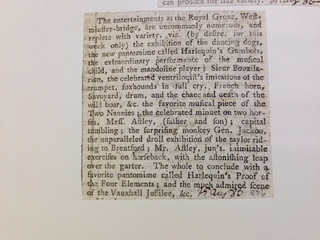 can produce the like variety.
The entertainments at the Royal Grove, West-
minster-bridge, are uncommonly numerous, and
replete with variety, viz. (by desire, for this
week only) the exhibition of the dancing dogs,
the new pantomime called Harlequin's Gambols,
the extraordinary performance of the musical
child, and the mandoline player; Sieur Bouzila-
rico, the celebrated ventriloquist's imitations of the
trumpet, foxhounds in full cry, French horn,
Savoyard, drum, and the chace and death of the
wild boar, &c. the favorite musical piece of the
Two Nannies; the celebrated minuet on two hor-
ses, Mess. Astley, (father and son); capital
tumbling; the surprising monkey Gen. Jackoo,
the unparalleled droll exhibition of the taylor rid-
ing to Brentford; Mr. Astley, jun's, inimitable
exercises on horseback, with the astonishing leap
over the garter. The whole to conclude with a
favorite pantomime called Harlequin's Proof of
the Four Elements; and the much admired scene
of the Vauxhall Jubilee, &c.